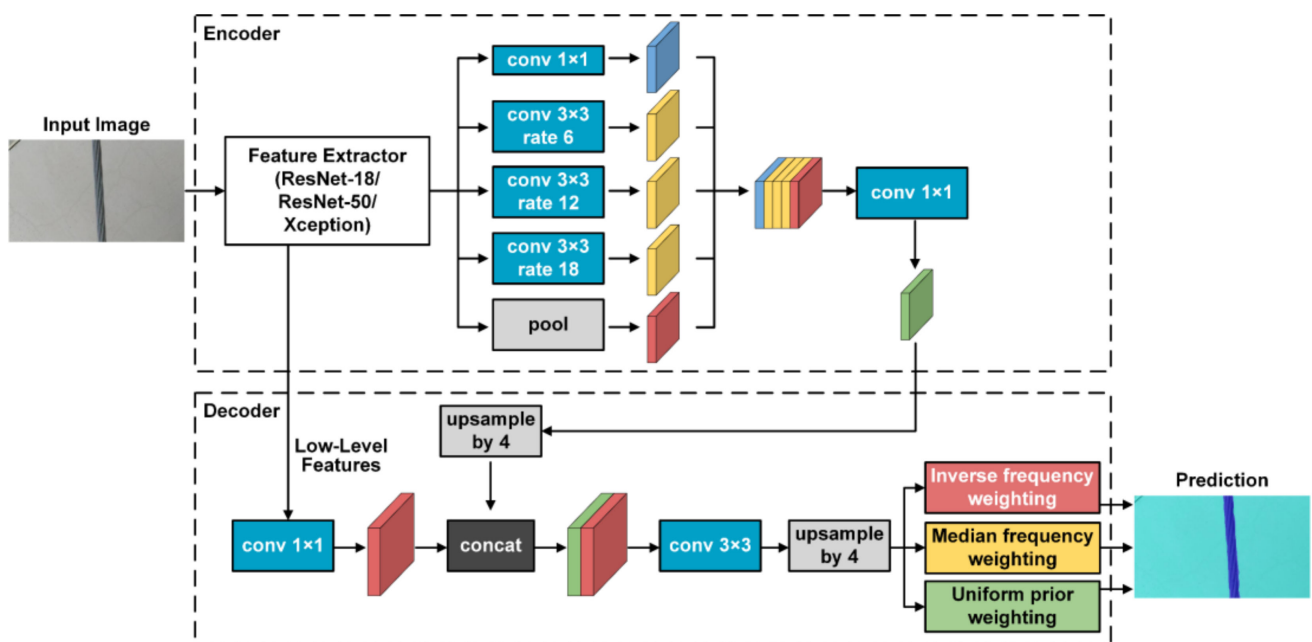 Encoder
Input Image
Feature Extractor
(ResNet-18/
ResNet-50/
Xception)
conv 1×1
conv 3×3
rate 6
conv 3×3
rate 12
conv 3×3
rate 18
pool
conv 1×1
Decoder
Low-Level
Features
upsample
by 4
conv 1×1
concat
conv 3×3
upsample
by 4
Inverse frequency
weighting
Median frequency
weighting
Uniform prior
weighting
Prediction